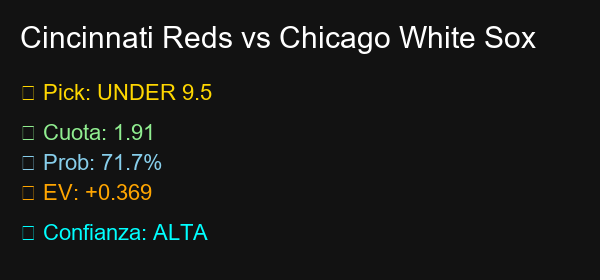 Cincinnati Reds vs Chicago White Sox
Pick: UNDER 9.5
Cuota: 1.91
Prob: 71.7%
EV: +0.369
Confianza: ALTA